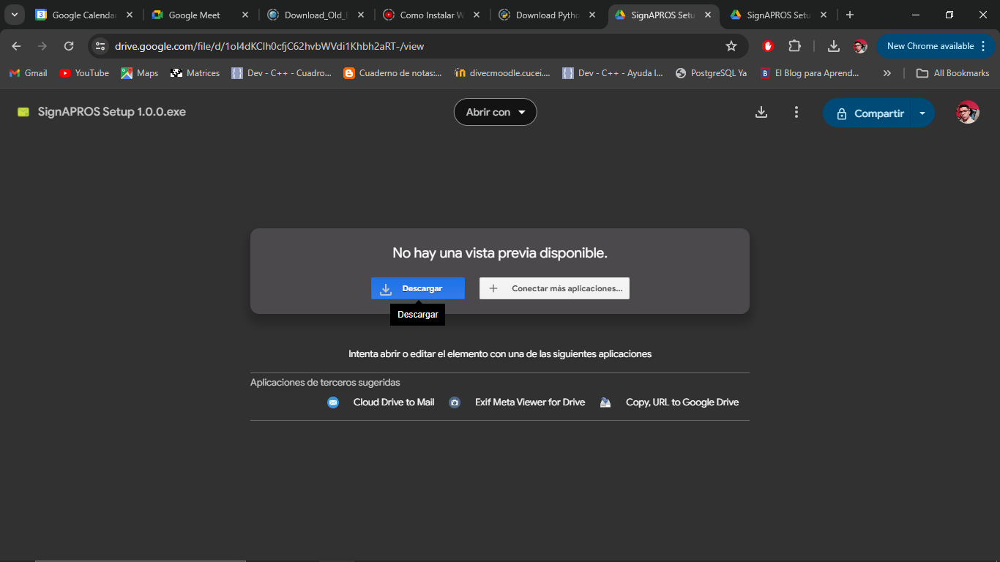 Google Calenda
Google Meet
Download_Old_
Como Instalar W
Download Pytho
SignAPROS Setu
SignAPROS Setu
drive.google.com/file/d/1oI4dKClh0cfjC62hvbWVdi1Khbh2aRT-/view
New Chrome available
Gmail
YouTube
Maps
Matrices
Dev - C++ - Cuadro...
Cuaderno de notas:...
divecmoodle.cucei....
Dev - C++ - Ayuda I...
PostgreSQL Ya
El Blog para Aprend...
All Bookmarks
SignAPROS Setup 1.0.0.exe
Abrir con
Compartir
No hay una vista previa disponible.
Descargar
Conectar más aplicaciones...
Descargar
Intenta abrir o editar el elemento con una de las siguientes aplicaciones
Aplicaciones de terceros sugeridas
Cloud Drive to Mail
Exif Meta Viewer for Drive
Copy, URL to Google Drive